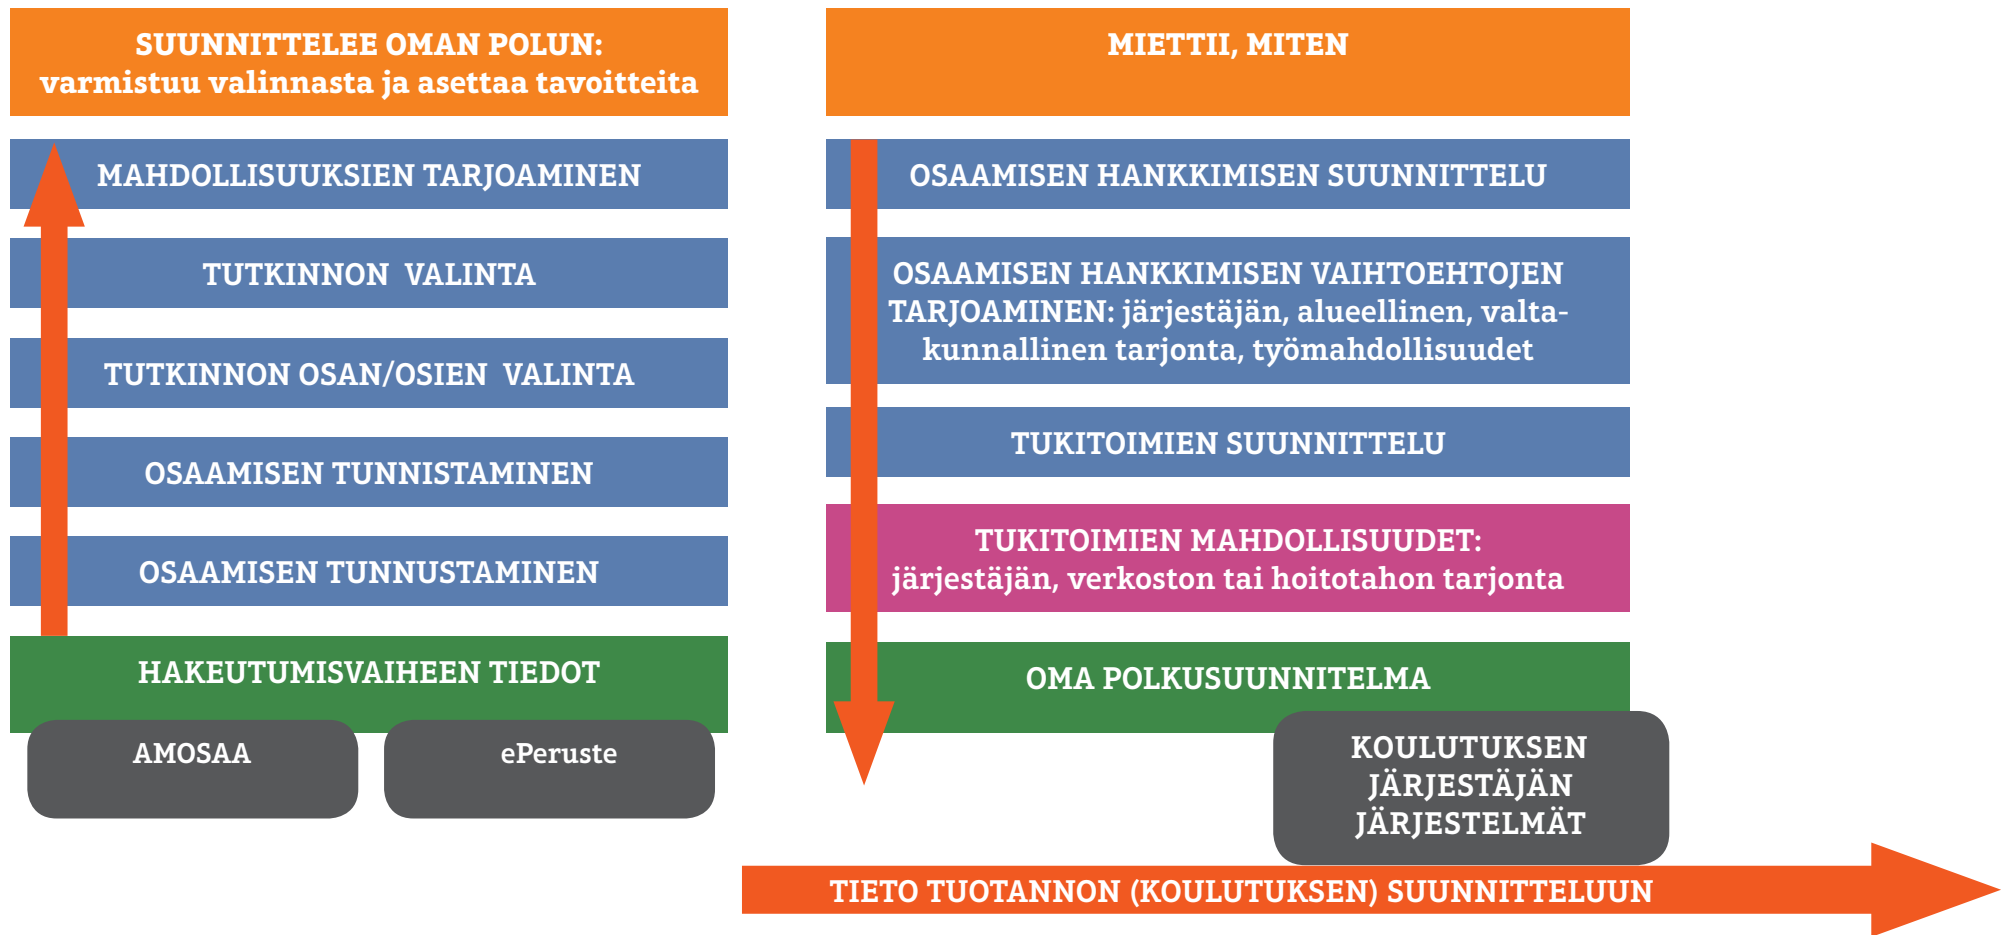 SUUNNITTELEE OMAN POLUN:
varmistuu valinnasta ja asettaa tavoitteita
MAHDOLLISUUKSIEN TARJOAMINEN
TUTKINNON VALINTA
TUTKINNON OSAN/OSIEN VALINTA
OSAAMISEN TUNNISTAMINEN
OSAAMISEN TUNNUSTAMINEN
HAKEUTUMISVAIHEEN TIEDOT
AMOSAA
ePeruste
MIETTII, MITEN
OSAAMISEN HANKKIMISEN SUUNNITTELU
OSAAMISEN HANKKIMISEN VAIHTOEHTOJEN
TARJOAMINEN: järjestäjän, alueellinen, valta-
kunnallinen tarjonta, työmahdollisuudet
TUKITOIMIEN SUUNNITTELU
TUKITOIMIEN MAHDOLLISUUDET:
järjestäjän, verkoston tai hoitotahon tarjonta
OMA POLKUSUUNNITELMA
KOULUTUKSEN
JÄRJESTÄJÄN
JÄRJESTELMÄT
TIETO TUOTANNON (KOULUTUKSEN) SUUNNITTELUUN